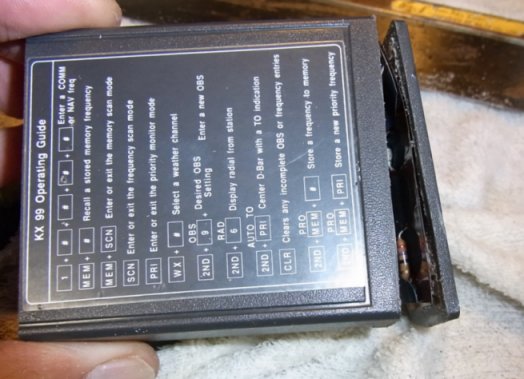 KX 99 Operating Guide
1 + # + # + # + # Enter a COMM or NAV freq
MEM + # Recall a stored memory frequency
MEM + SCN Enter or exit the memory scan mode
SCN Enter or exit the frequency scan mode
PRI Enter or exit the priority monitor mode
WX + # Select a weather channel
OBS
2ND + 9 + Desired OBS Setting Enter a new OBS
RAD
2ND + 6 Display radial from station
AUTO TO
2ND + PRI Center D-Bar with a TO indication
CLR Clears any incomplete OBS or frequency entries
PRO
2ND + MEM + # Store a frequency to memory
PRO
2ND + MEM + PRI Store a new priority frequency